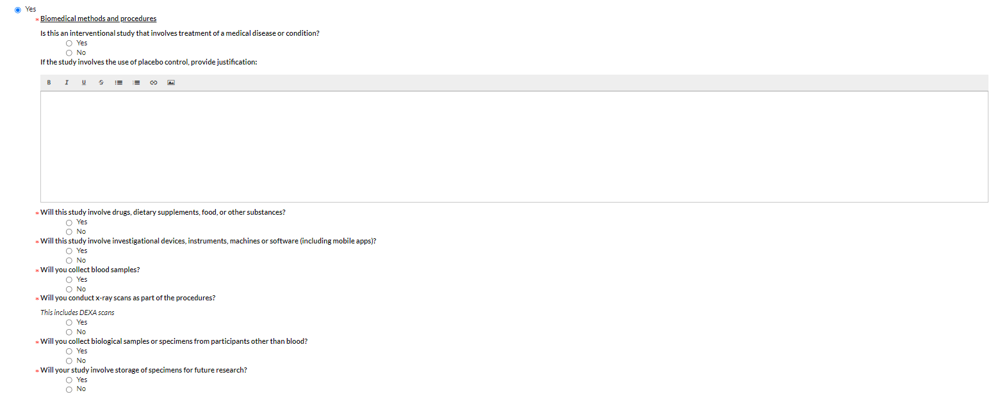 Yes
* Biomedical methods and procedures
Is this an interventional study that involves treatment of a medical disease or condition?
Yes
No
If the study involves the use of placebo control, provide justification:
B I U S
* Will this study involve drugs, dietary supplements, food, or other substances?
Yes
No
* Will this study involve investigational devices, instruments, machines or software (including mobile apps)?
Yes
No
* Will you collect blood samples?
Yes
No
* Will you conduct x-ray scans as part of the procedures?
This includes DEXA scans
Yes
No
* Will you collect biological samples or specimens from participants other than blood?
Yes
No
* Will your study involve storage of specimens for future research?
Yes
No